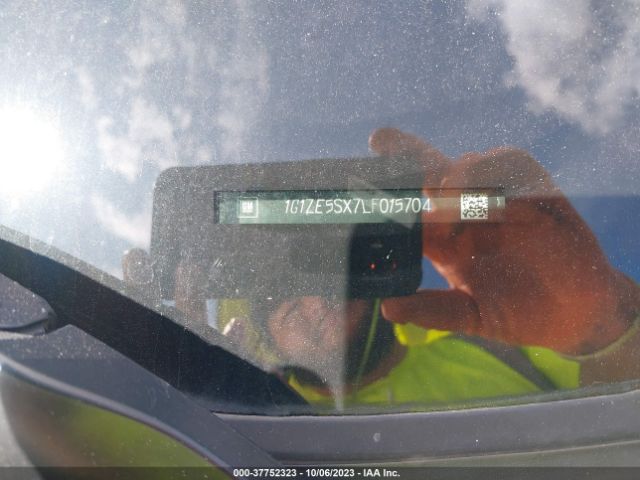 1G1ZE5SX7LF015704
000-37752323 - 10/06/2023 - IAA Inc.